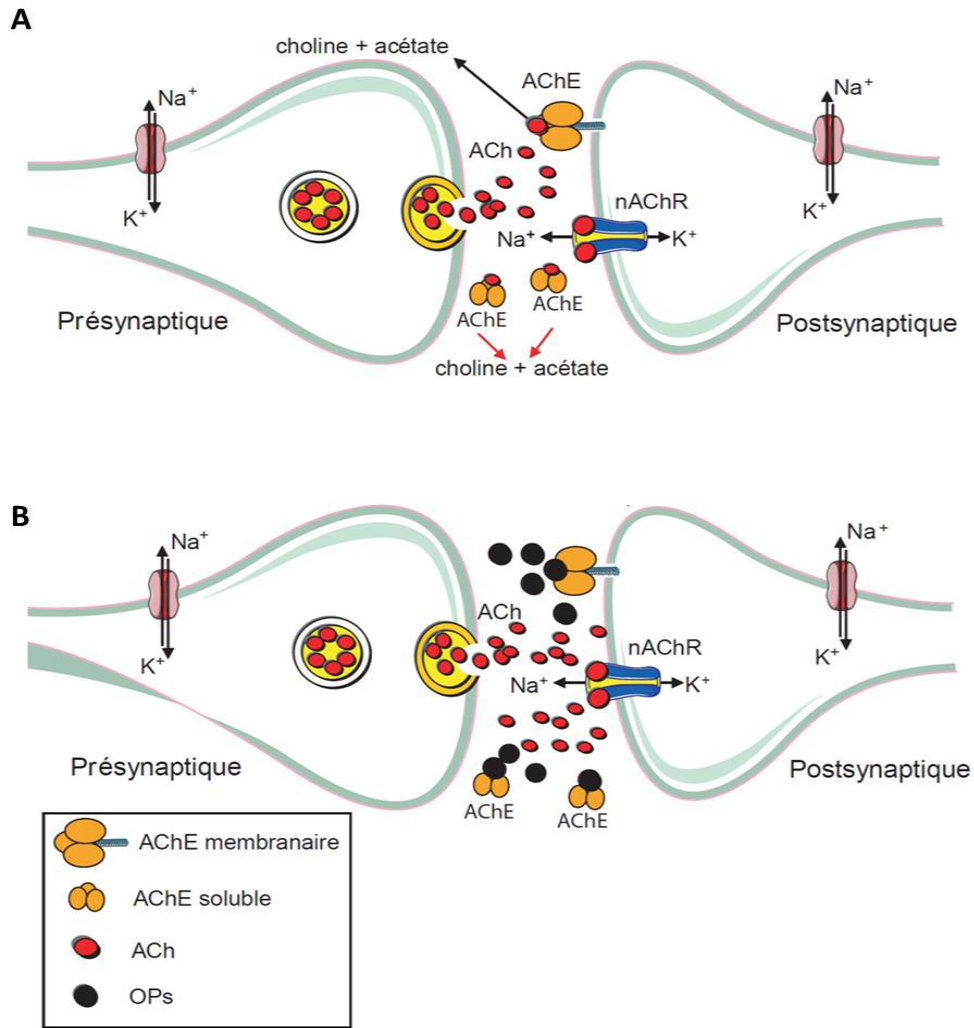 A
choline + acétate
AChE
Na⁺
Na⁺
ACh
nAChR
K⁺
Na⁺
K⁺
K⁺
AChE
AChE
Présynaptique
Postsynaptique
choline + acétate
B
Na⁺
Na⁺
ACh
nAChR
K⁺
Na⁺
K⁺
K⁺
Présynaptique
Postsynaptique
AChE
AChE
AChE membranaire
AChE soluble
ACh
OPs